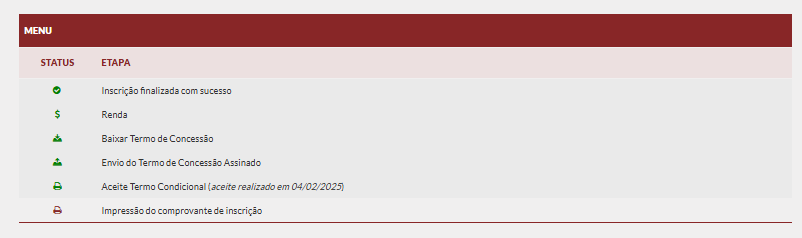 MENU
STATUS ETAPA
Inscrição finalizada com sucesso
Renda
Baixar Termo de Concessão
Envio do Termo de Concessão Assinado
Aceite Termo Condicional (aceite realizado em 04/02/2025)
Impressão do comprovante de inscrição